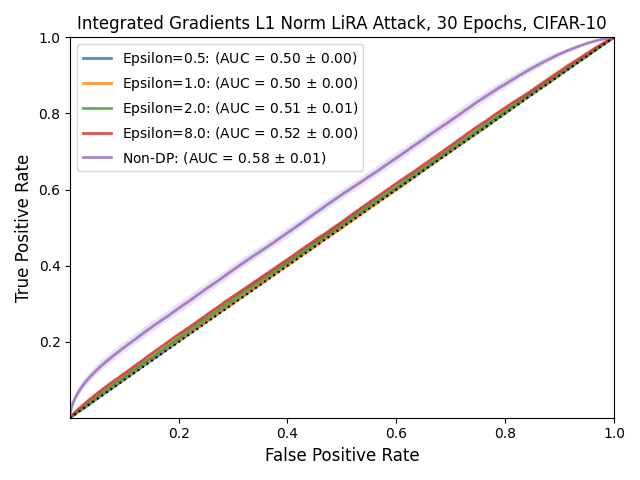 Integrated Gradients L1 Norm LiRA Attack, 30 Epochs, CIFAR-10
Epsilon=0.5: (AUC = 0.50 ± 0.00)
Epsilon=1.0: (AUC = 0.50 ± 0.00)
Epsilon=2.0: (AUC = 0.51 ± 0.01)
Epsilon=8.0: (AUC = 0.52 ± 0.00)
Non-DP: (AUC = 0.58 ± 0.01)
True Positive Rate
1.0
0.8
0.6
0.4
0.2
0.2 0.4 0.6 0.8 1.0
False Positive Rate